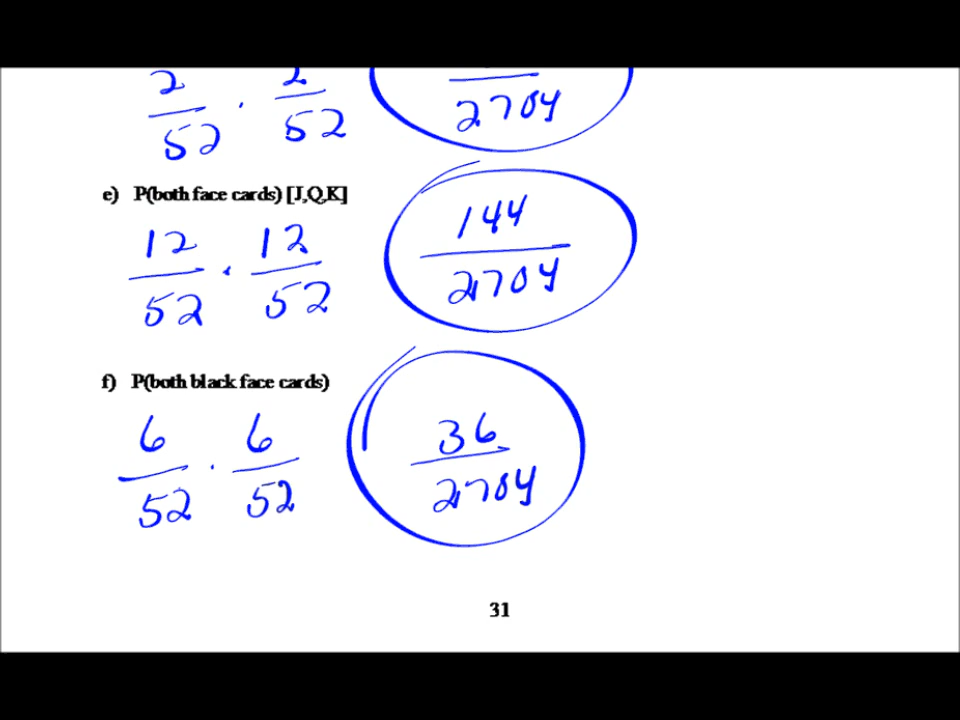 2/52 · 2/52 /2704
e) P(both face cards) [J,Q,K]
12/52 · 12/52 144/2704
f) P(both black face cards)
6/52 · 6/52 36/2704
31